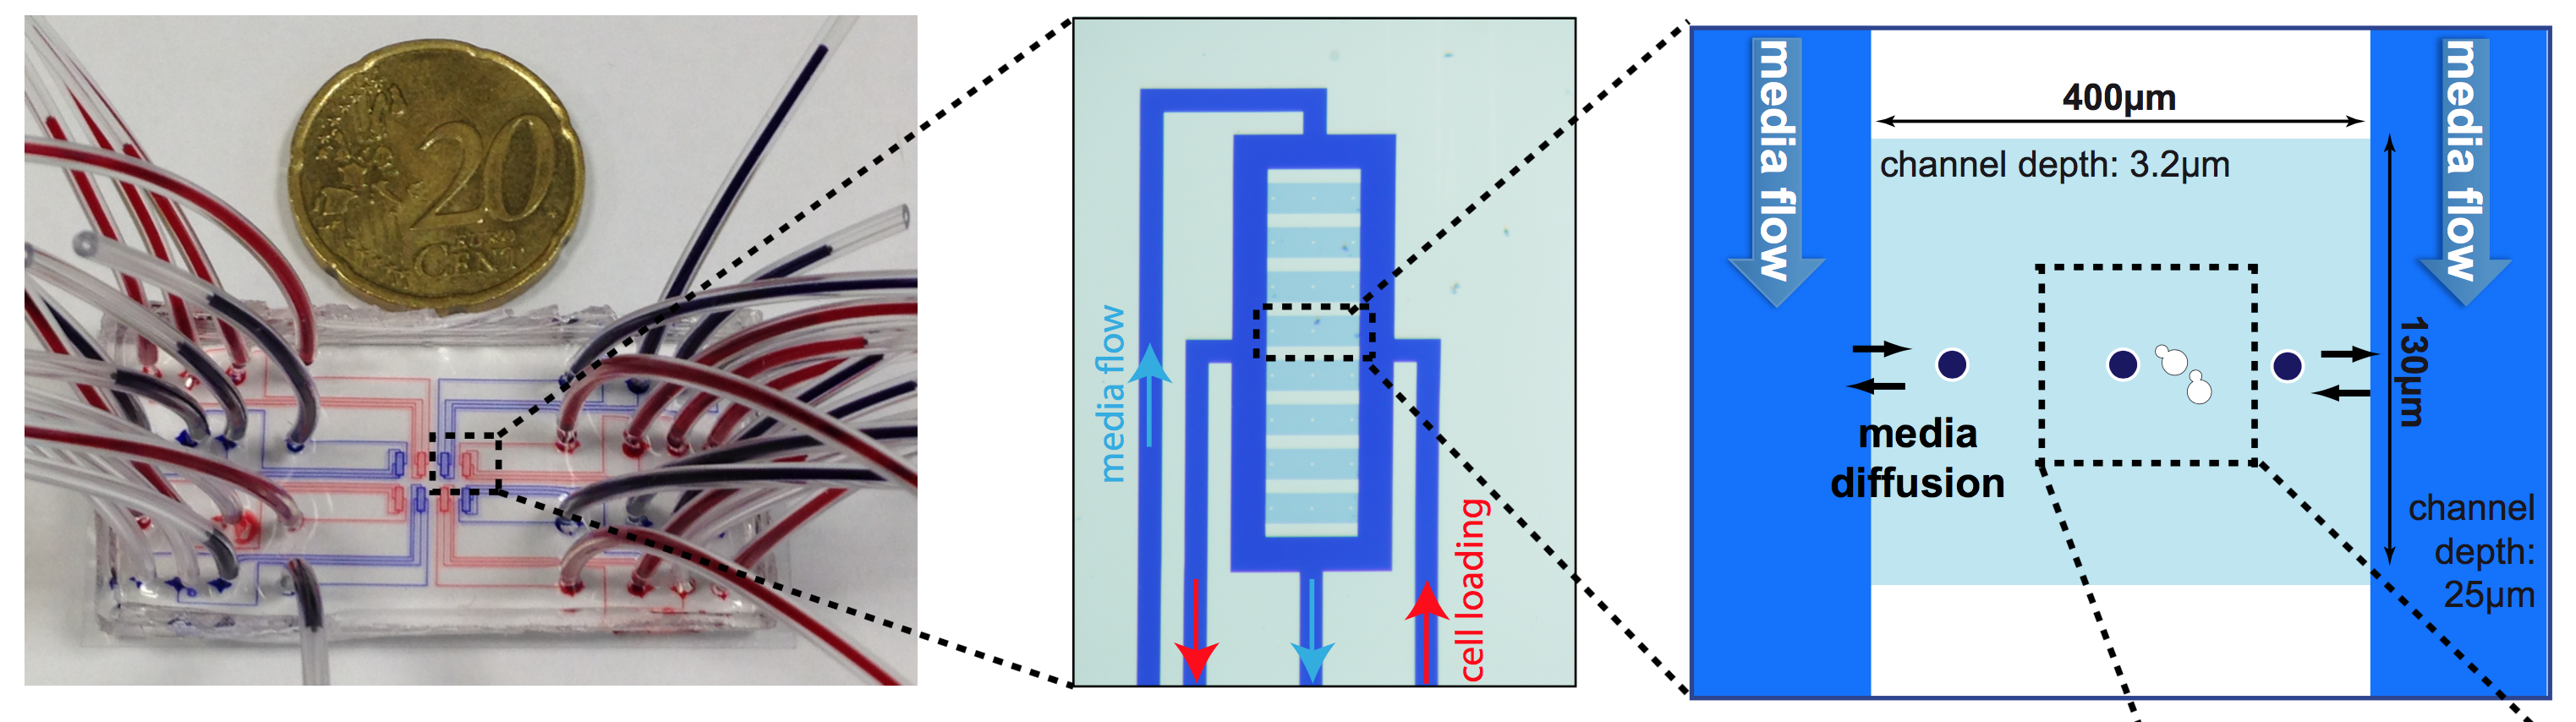 20
CENT
media flow
cell loading
media flow
400µm
media flow
channel depth: 3.2µm
130µm
media
diffusion
channel
depth:
25µm